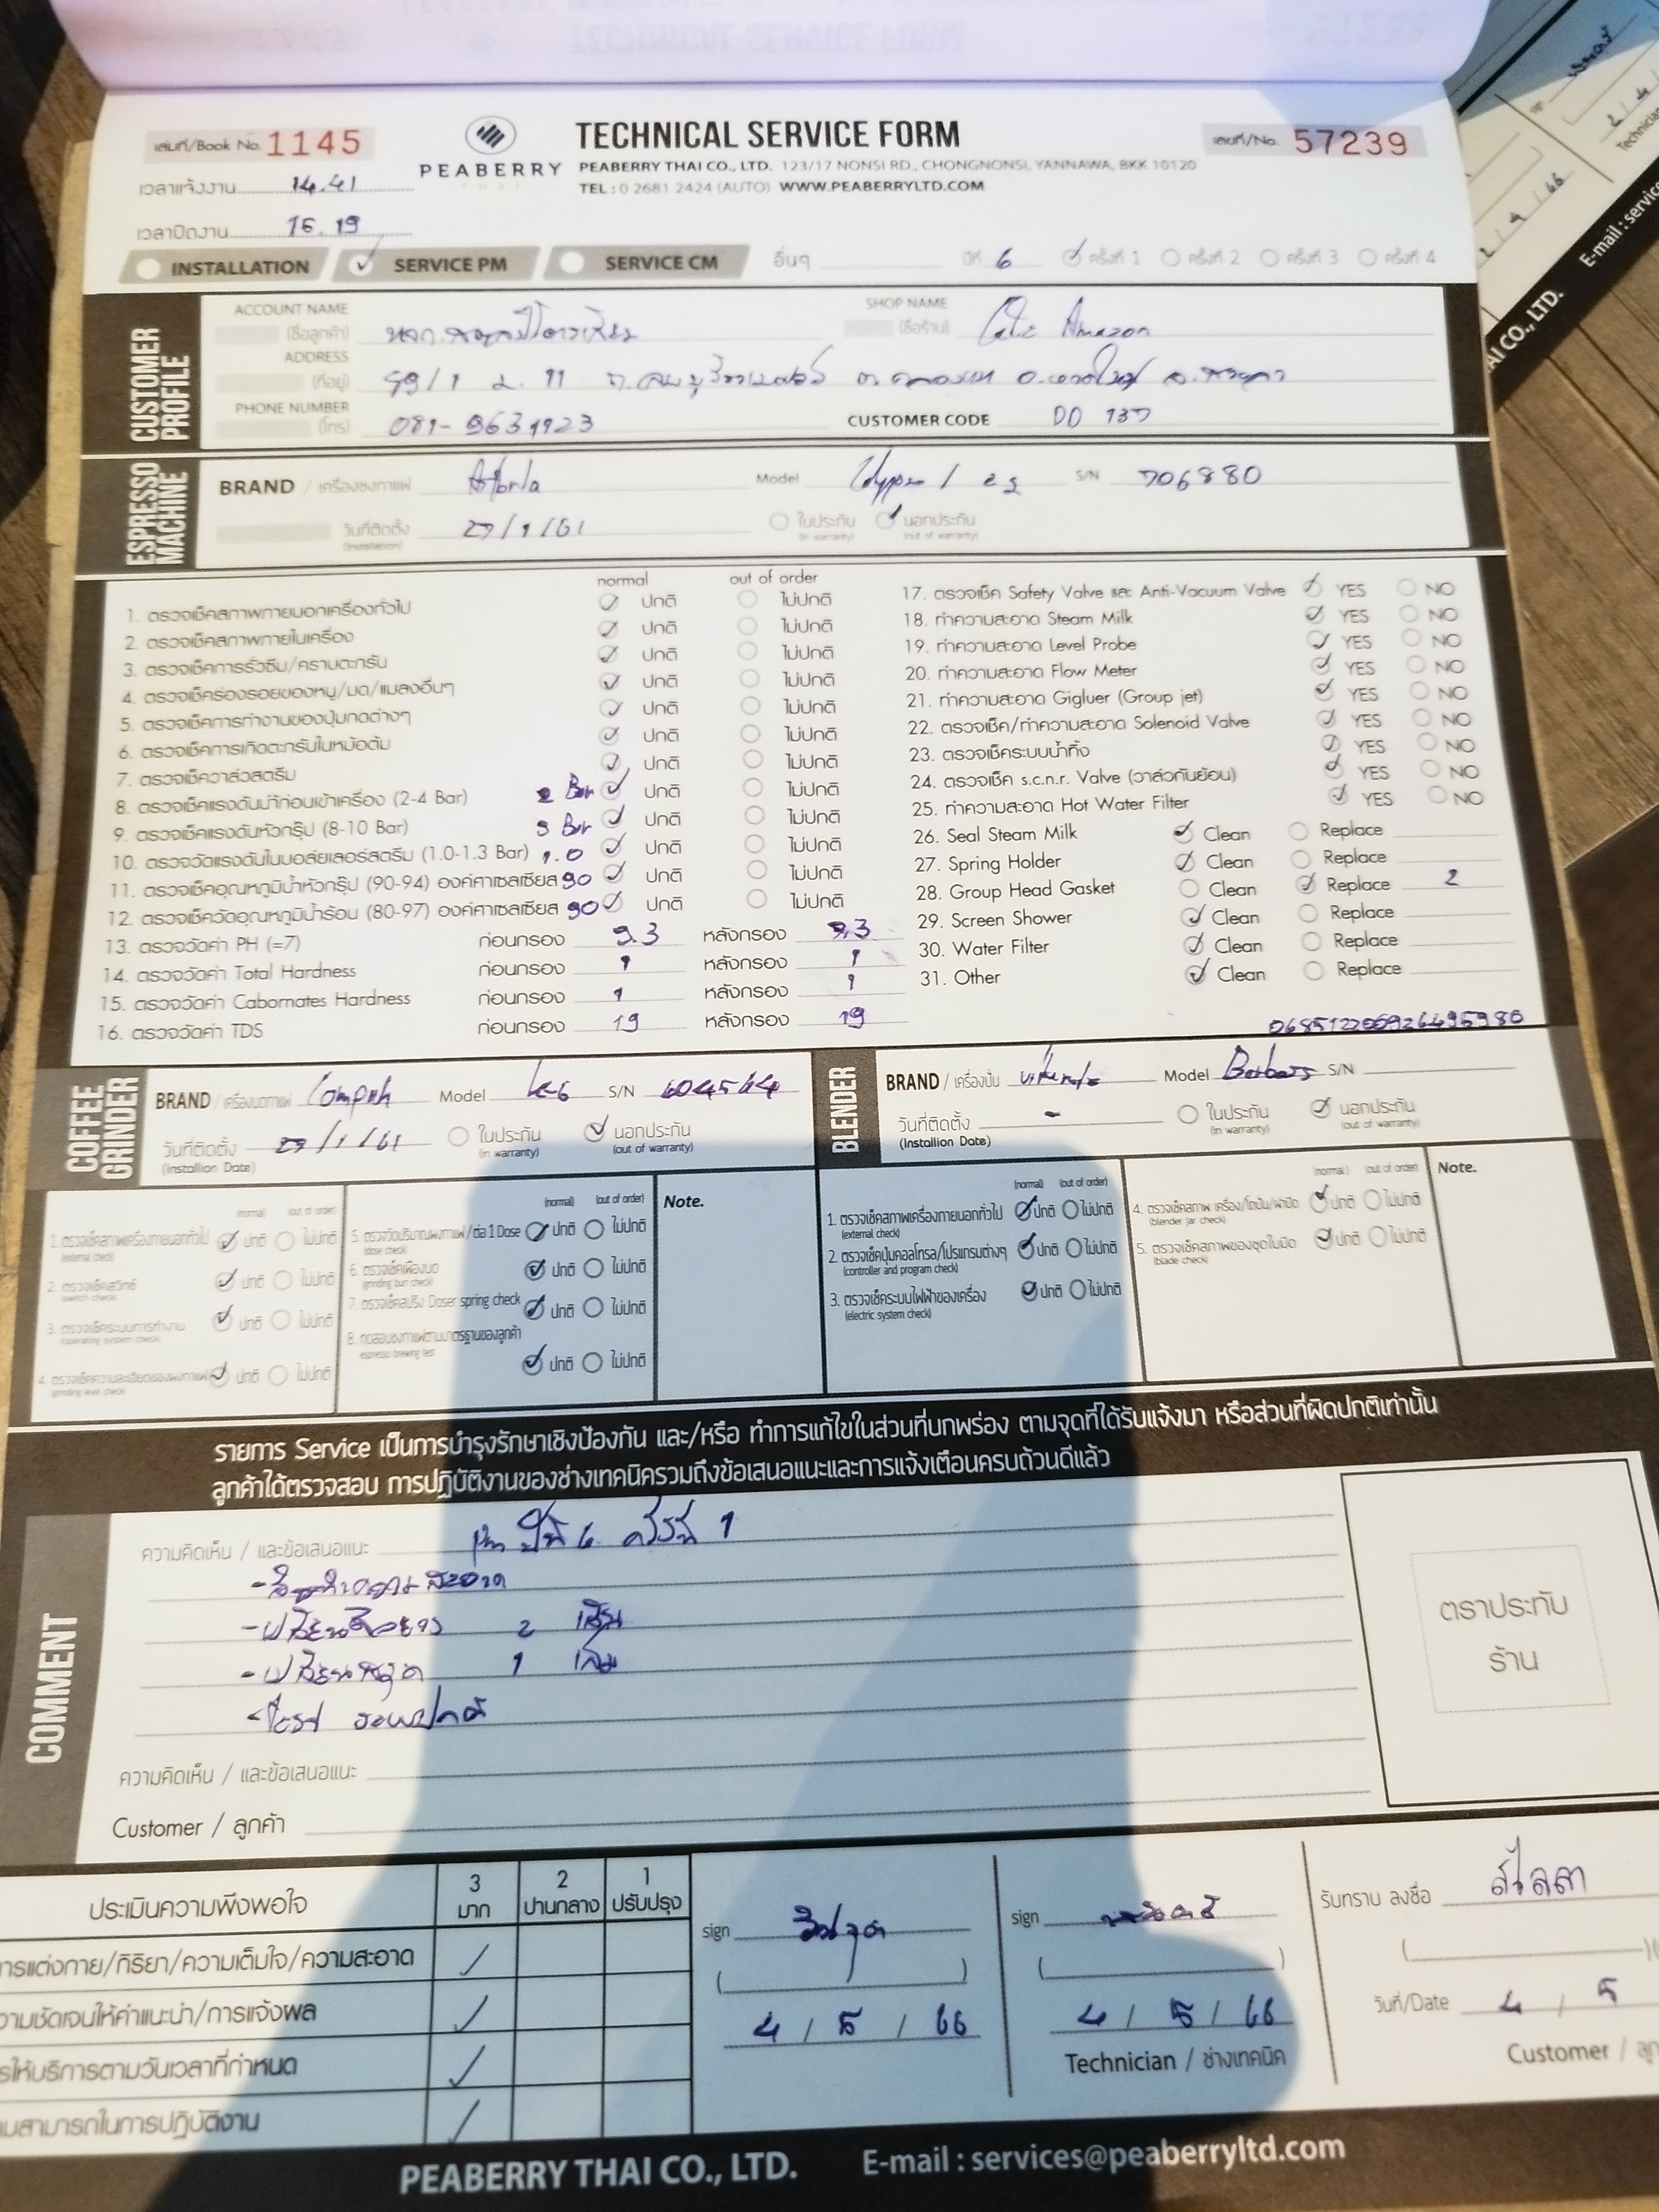 เล่มที่/Book No. 1145
PEABERRY
THAI
TECHNICAL SERVICE FORM
PEABERRY THAI CO., LTD. 123/17 NONSI RD., CHONGNONSI, YANNAWA, BKK 10120
TEL : 0 2681 2424 (AUTO) WWW.PEABERRYLTD.COM
เลขที่/No. 57239
เวลาแจ้งงาน 14.41
เวลาปิดงาน 16.19
INSTALLATION SERVICE PM SERVICE CM อื่นๆ ปีที่ 6 ครั้งที่ 1 ครั้งที่ 2 ครั้งที่ 3 ครั้งที่ 4
CUSTOMER PROFILE
ACCOUNT NAME (ชื่อลูกค้า) SHOP NAME (ชื่อร้าน) Amazon
ADDRESS (ที่อยู่)
PHONE NUMBER (โทร) 081-9631923 CUSTOMER CODE DD 137
ESPRESSO MACHINE
BRAND / เครื่องชงกาแฟ Model S/N 706880
วันที่ติดตั้ง (Installation) 27/1/61 ในประกัน (in warranty) นอกประกัน (out of warranty)
normal out of order
1. ตรวจเช็คสภาพภายนอกเครื่องทั่วไป ปกติ ไม่ปกติ
2. ตรวจเช็คสภาพภายในเครื่อง ปกติ ไม่ปกติ
3. ตรวจเช็คการรั่วซึม/คราบตะกรัน ปกติ ไม่ปกติ
4. ตรวจเช็คร่องรอยของหนู/มด/แมลงอื่นๆ ปกติ ไม่ปกติ
5. ตรวจเช็คการทำงานของปุ่มกดต่างๆ ปกติ ไม่ปกติ
6. ตรวจเช็คการเกิดตะกรันในหม้อต้ม ปกติ ไม่ปกติ
7. ตรวจเช็ควาล์วสตรีม ปกติ ไม่ปกติ
8. ตรวจเช็คแรงดันน้ำก่อนเข้าเครื่อง (2-4 Bar) 2 Bar ปกติ ไม่ปกติ
9. ตรวจเช็คแรงดันหัวกรุ๊ป (8-10 Bar) 9 Bar ปกติ ไม่ปกติ
10. ตรวจวัดแรงดันในบอล์ยเลอร์สตรีม (1.0-1.3 Bar) 1.0 ปกติ ไม่ปกติ
11. ตรวจเช็คอุณหภูมิน้ำหัวกรุ๊ป (90-94) องค์ศาเซลเซียส 90 ปกติ ไม่ปกติ
12. ตรวจเช็ควัดอุณหภูมิน้ำร้อน (80-97) องค์ศาเซลเซียส 90 ปกติ ไม่ปกติ
13. ตรวจวัดค่า PH (=7) ก่อนกรอง 9.3 หลังกรอง 9.3
14. ตรวจวัดค่า Total Hardness ก่อนกรอง 1 หลังกรอง 1
15. ตรวจวัดค่า Cabornates Hardness ก่อนกรอง 1 หลังกรอง 1
16. ตรวจวัดค่า TDS ก่อนกรอง 19 หลังกรอง 19
17. ตรวจเช็ค Safety Valve และ Anti-Vacuum Valve YES NO
18. ทำความสะอาด Steam Milk YES NO
19. ทำความสะอาด Level Probe YES NO
20. ทำความสะอาด Flow Meter YES NO
21. ทำความสะอาด Gigluer (Group jet) YES NO
22. ตรวจเช็ค/ทำความสะอาด Solenoid Valve YES NO
23. ตรวจเช็คระบบน้ำทิ้ง YES NO
24. ตรวจเช็ค s.c.n.r. Valve (วาล์วกันย้อน) YES NO
25. ทำความสะอาด Hot Water Filter YES NO
26. Seal Steam Milk Clean Replace
27. Spring Holder Clean Replace
28. Group Head Gasket Clean Replace 2
29. Screen Shower Clean Replace
30. Water Filter Clean Replace
31. Other Clean Replace
COFFEE GRINDER
BRAND / เครื่องบดกาแฟ Model K-6 S/N
วันที่ติดตั้ง (Installion Date) 27/1/61 ในประกัน (in warranty) นอกประกัน (out of warranty)
BLENDER
BRAND / เครื่องปั่น Model S/N
วันที่ติดตั้ง (Installion Date) - ในประกัน (in warranty) นอกประกัน (out of warranty)
(normal) (out of order)
1. ตรวจเช็คสภาพเครื่องภายนอกทั่วไป (external check) ปกติ ไม่ปกติ
2. ตรวจเช็คสวิทซ์ (switch check) ปกติ ไม่ปกติ
3. ตรวจเช็คระบบการทำงาน (operating system check) ปกติ ไม่ปกติ
4. ตรวจเช็คความละเอียดของผงกาแฟ (grinding level check) ปกติ ไม่ปกติ
(normal) (out of order)
5. ตรวจวัดปริมาณผงกาแฟ/ต่อ 1 Dose (dose check) ปกติ ไม่ปกติ
6. ตรวจเช็คเฟืองบด (grinding burr check) ปกติ ไม่ปกติ
7. ตรวจเช็คสปริง Doser spring check ปกติ ไม่ปกติ
8. ทดสอบชงกาแฟตามมาตรฐานของลูกค้า espresso brewing test ปกติ ไม่ปกติ
Note.
(normal) (out of order)
1. ตรวจเช็คสภาพเครื่องภายนอกทั่วไป (external check) ปกติ ไม่ปกติ
2. ตรวจเช็คปุ่มคอลโทรล/โปรแกรมต่างๆ (controller and program check) ปกติ ไม่ปกติ
3. ตรวจเช็คระบบไฟฟ้าของเครื่อง (electric system check) ปกติ ไม่ปกติ
(normal) (out of order)
4. ตรวจเช็คสภาพ เครื่อง/โถปั่น/ฝาปิด (blender jar check) ปกติ ไม่ปกติ
5. ตรวจเช็คสภาพของชุดใบมีด (blade check) ปกติ ไม่ปกติ
Note.
รายการ Service เป็นการบำรุงรักษาเชิงป้องกัน และ/หรือ ทำการแก้ไขในส่วนที่บกพร่อง ตามจุดที่ได้รับแจ้งมา หรือส่วนที่ผิดปกติเท่านั้น
ลูกค้าได้ตรวจสอบ การปฏิบัติงานของช่างเทคนิครวมถึงข้อเสนอแนะและการแจ้งเตือนครบถ้วนดีแล้ว
COMMENT
ความคิดเห็น / และข้อเสนอแนะ Pm ปีที่ 6 ครั้งที่ 1
- เปลี่ยนซีลยาง 2 เส้น
- เปลี่ยน 1
ความคิดเห็น / และข้อเสนอแนะ
Customer / ลูกค้า
ตราประทับ
ร้าน
ประเมินความพึงพอใจ 3 มาก 2 ปานกลาง 1 ปรับปรุง
การแต่งกาย/กิริยา/ความเต็มใจ/ความสะอาด
ความชัดเจนให้คำแนะนำ/การแจ้งผล
ให้บริการตามวันเวลาที่กำหนด
ความสามารถในการปฏิบัติงาน
sign
4 / 5 / 66
sign
4 / 5 / 66
Technician / ช่างเทคนิค
รับทราบ ลงชื่อ
วันที่/Date 4 / 5
Customer /
PEABERRY THAI CO., LTD. E-mail : services@peaberryltd.com